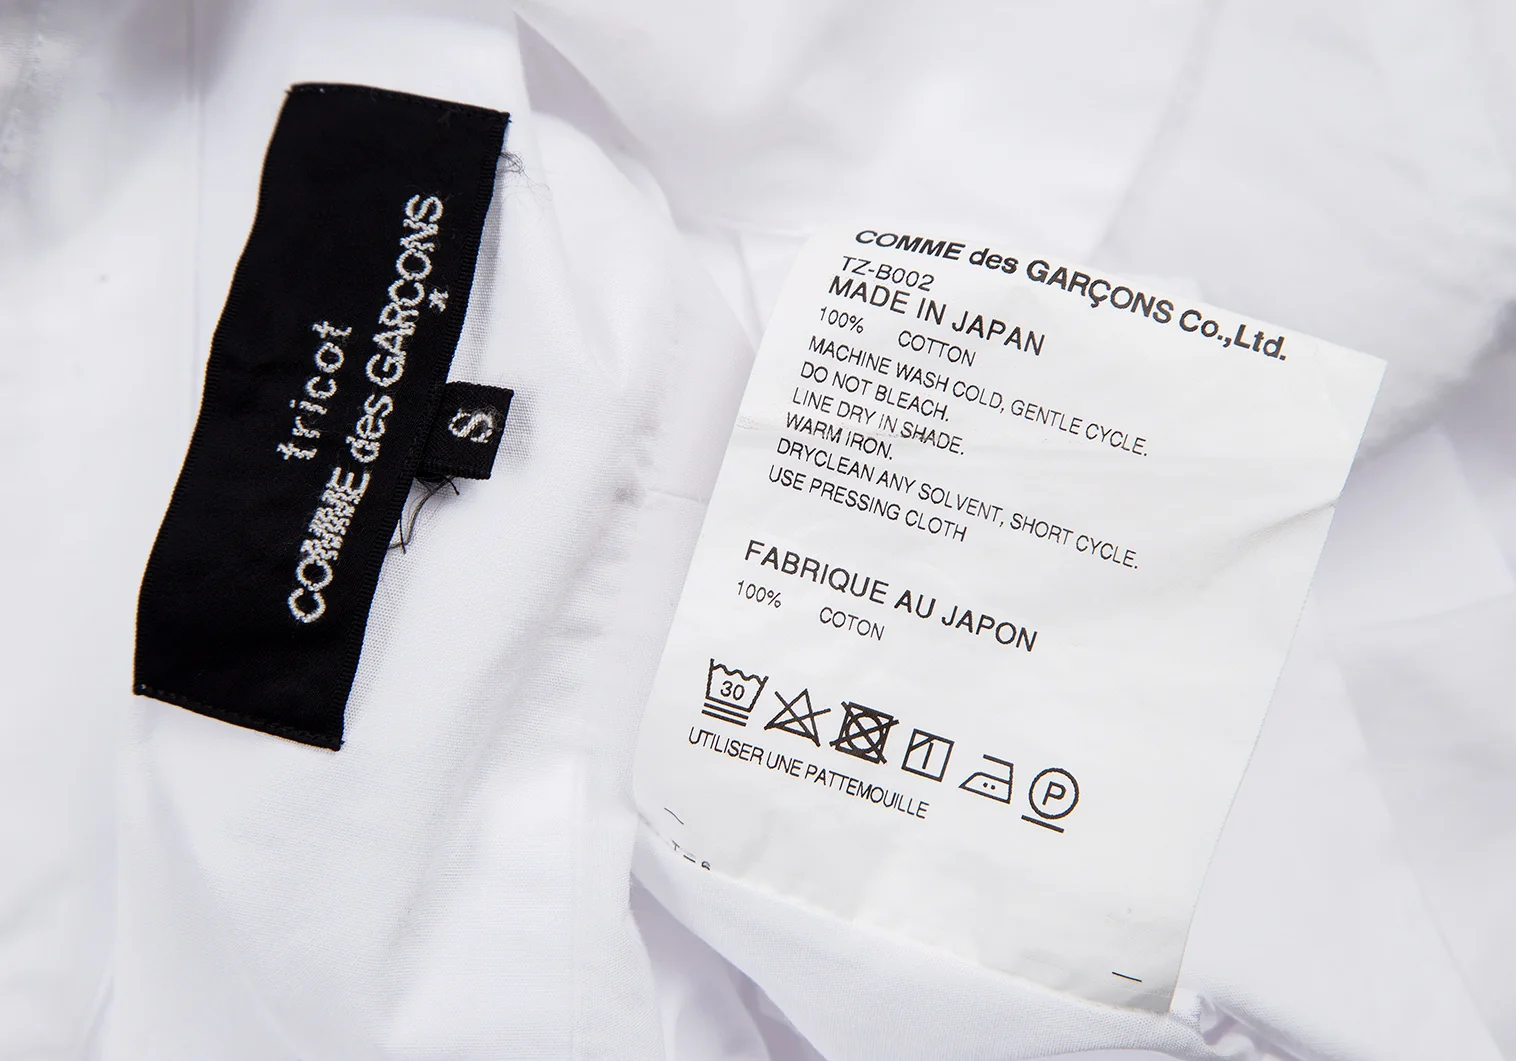 tricot
COMME des GARÇONS
S
COMME des GARÇONS Co.,Ltd.
TZ-B002
MADE IN JAPAN
100% COTTON
MACHINE WASH COLD, GENTLE CYCLE.
DO NOT BLEACH.
LINE DRY IN SHADE.
WARM IRON.
DRYCLEAN ANY SOLVENT, SHORT CYCLE.
USE PRESSING CLOTH
FABRIQUE AU JAPON
100% COTON
30
P
UTILISER UNE PATTEMOUILLE